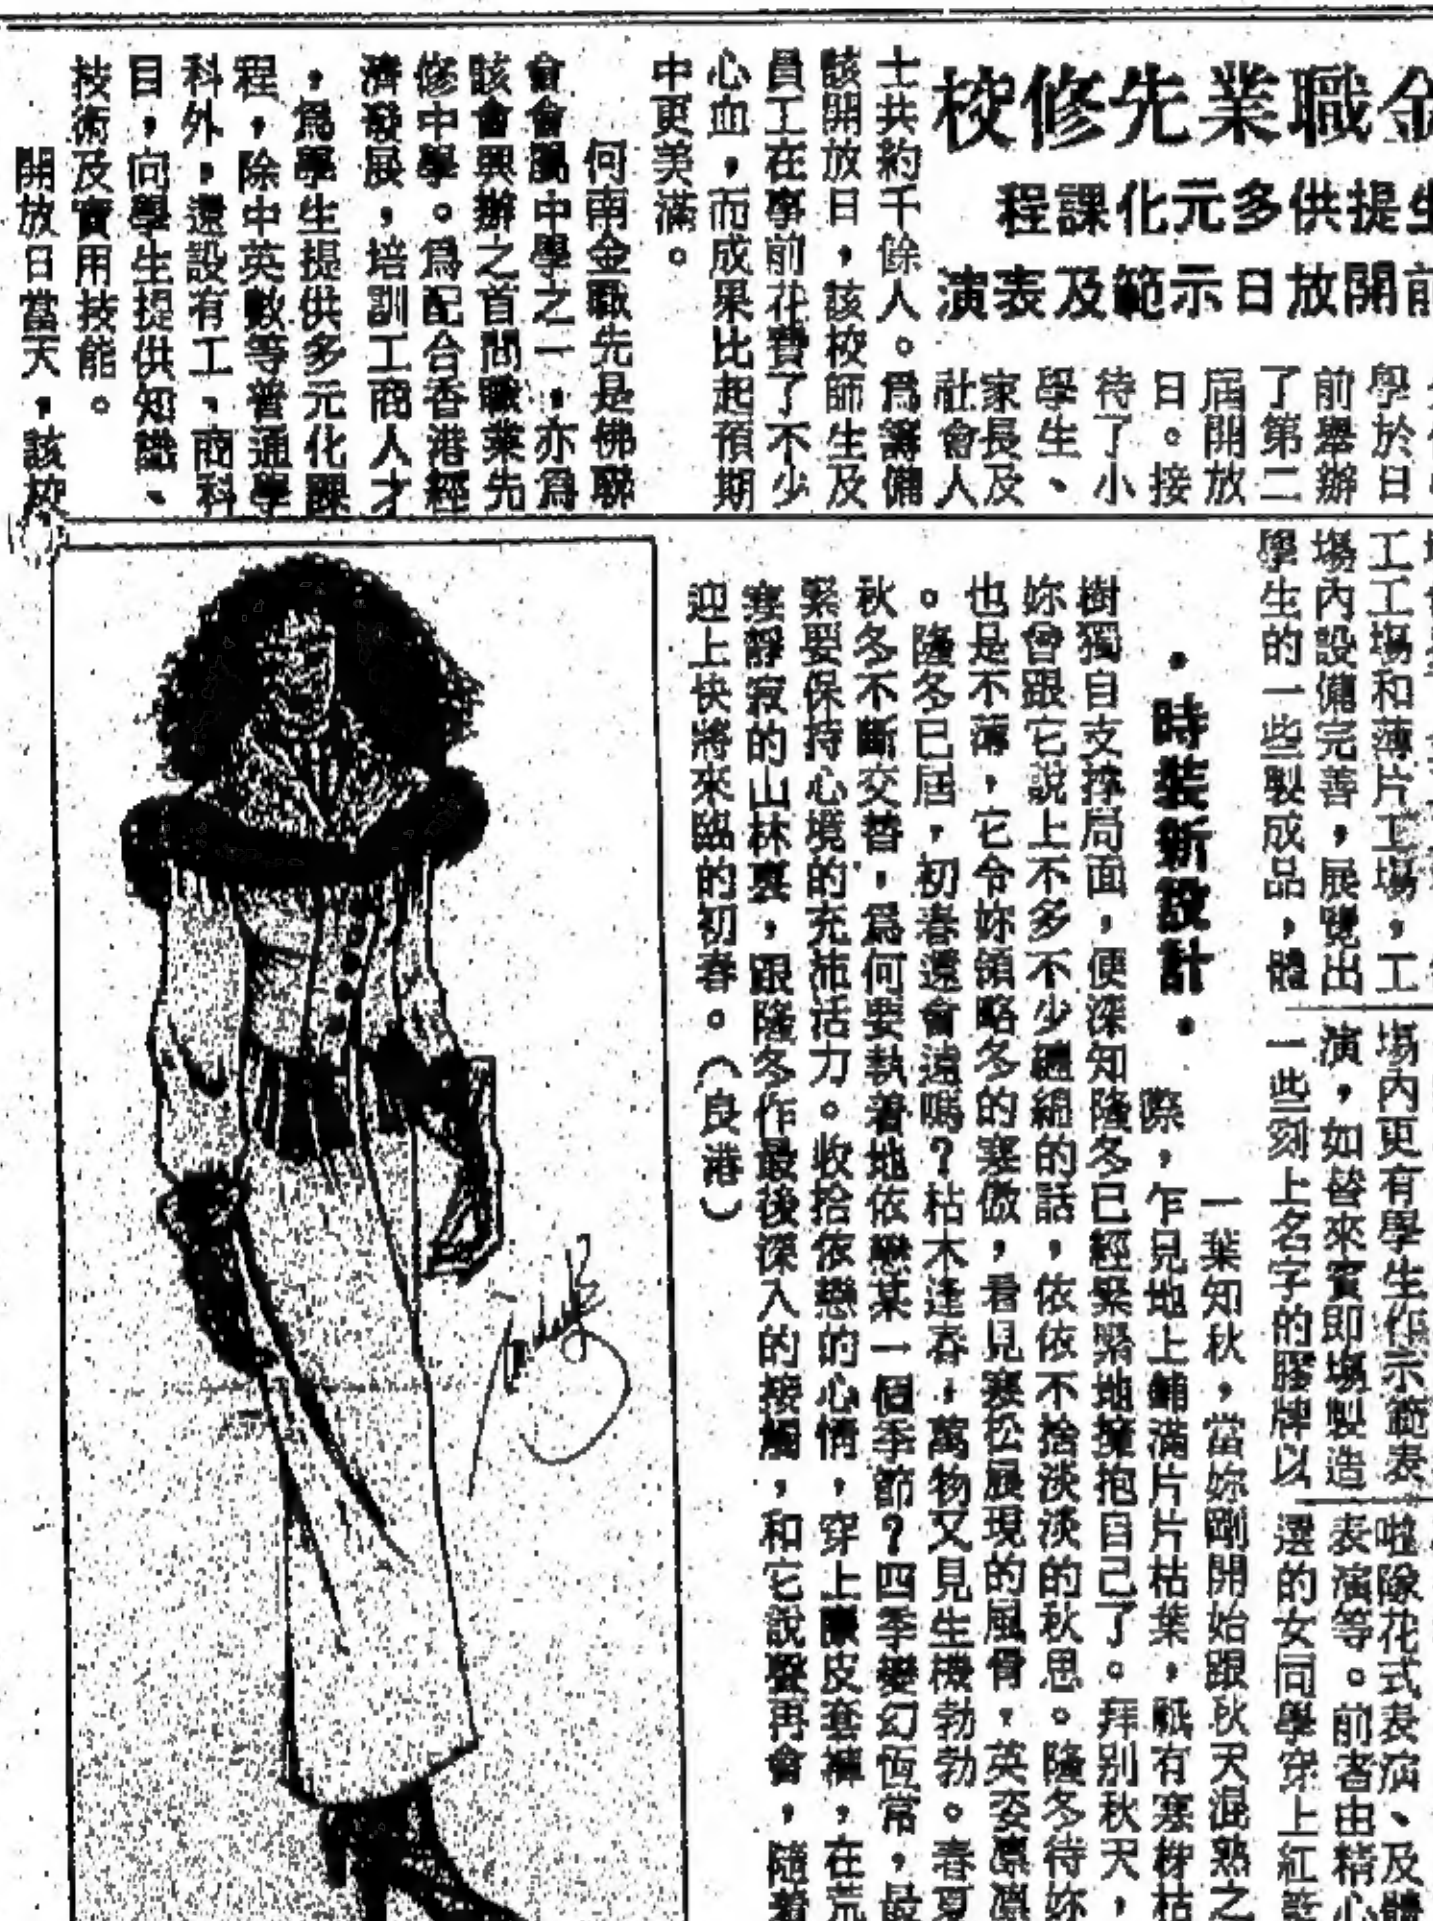 金職業先修校
生提供多元化課程
前開放日示範及表演
學於日
前舉辦
了第二
屆開放
日。接
待了小
學生、
家長及
社會人
士共約千餘人。為籌備
該開放日,該校師生及
員工在事前花費了不少
心血,而成果比起預期
中更美滿。
何南金職先是佛聯
會會屬中學之一,亦為
該會興辦之首間職業先
修中學。為配合香港經
濟發展,培訓工商人才
,為學生提供多元化課
程,除中英數等普通學
科外,還設有工、商科
目,向學生提供知識、
技術及實用技能。
開放日當天,該校
工工場和薄片工場,工
場內設備完善,展覽出
學生的一些製成品,體
場內更有學生作示範表
演,如替來賓即場製造
一些刻上名字的膠牌以
啦隊花式表演、及體
表演等。前者由精心
選的女同學穿上紅藍
•時裝新設計•
一葉知秋,當妳剛開始跟秋天混熟之
際,乍見地上鋪滿片片枯葉,祇有寒柳枯
樹獨自支撐局面,便深知隆冬已經緊緊地擁抱自己了。拜別秋天,
妳曾跟它說上不多不少纏綿的話,依依不捨淡淡的秋思。隆冬待妳
也是不薄,它令妳領略冬的寒傲,看見寒松展現的風骨,英姿凜凜
。隆冬已屆,初春還會遠嗎?枯木逢春,萬物又見生機勃勃。春夏
秋冬不斷交替,為何要執着地依戀某一個季節?四季變幻恆常,最
緊要保持心境的充沛活力。收拾依戀的心情,穿上皮套褲,在荒
寒靜寂的山林裏,跟隆冬作最後深入的接觸,和它說聲再會,隨着
迎上快將來臨的初春。(良港)